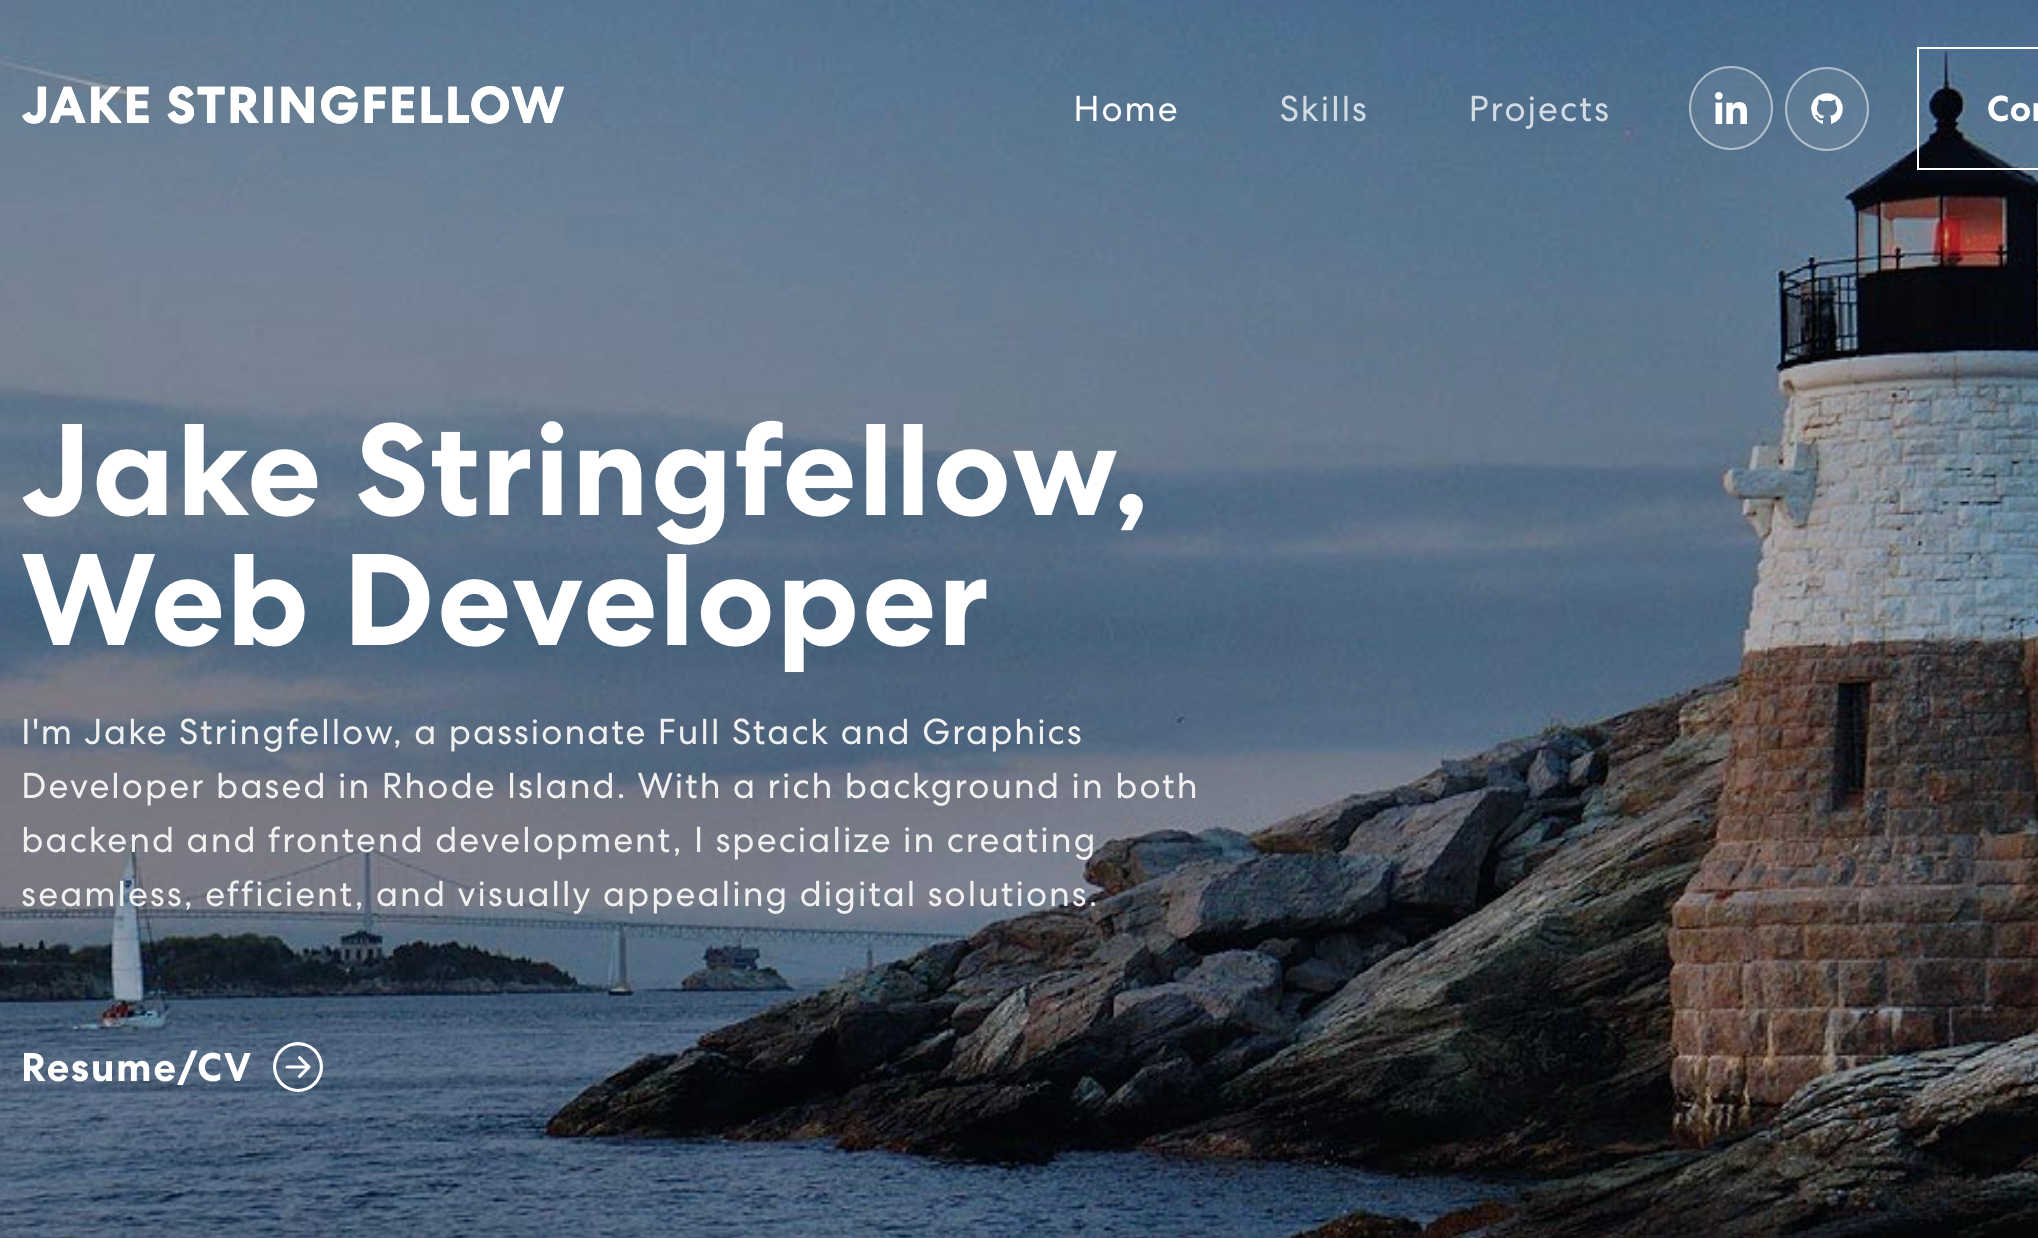 JAKE STRINGFELLOW
Home
Skills
Projects
in
Jake Stringfellow,
Web Developer
I'm Jake Stringfellow, a passionate Full Stack and Graphics
Developer based in Rhode Island. With a rich background in both
backend and frontend development, I specialize in creating
seamless, efficient, and visually appealing digital solutions.
Resume/CV